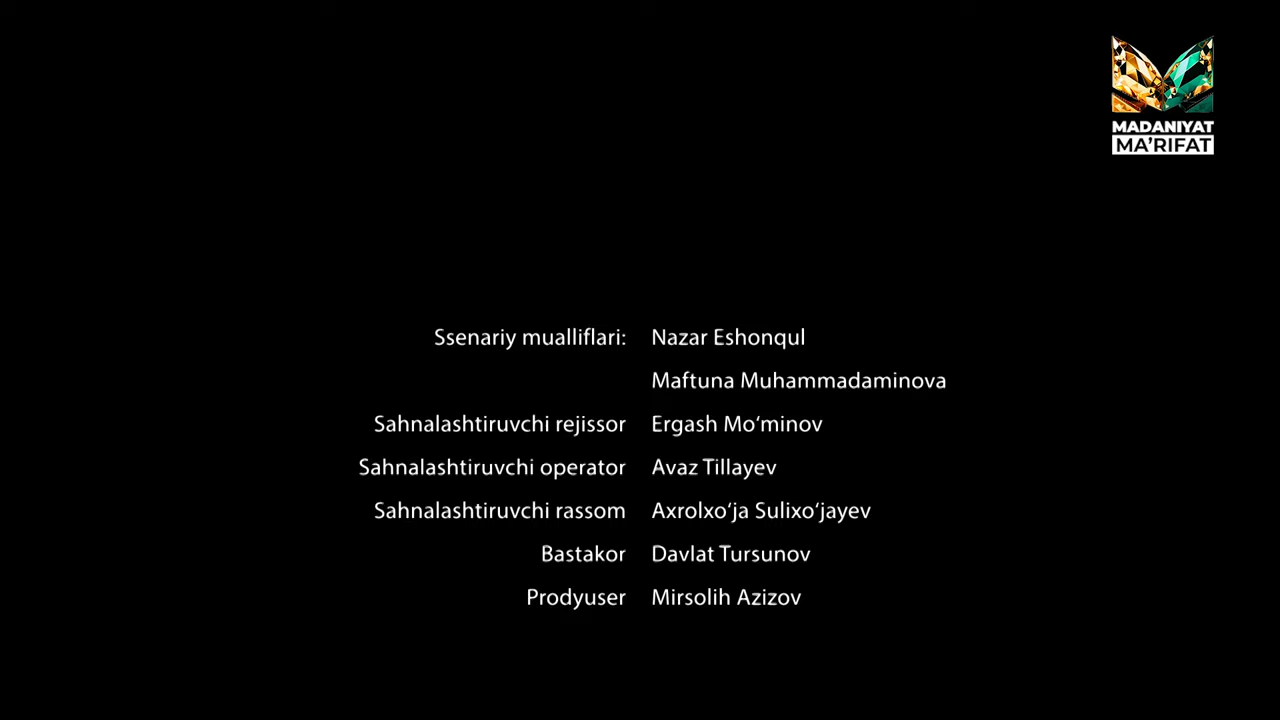 MADANIYAT
MA’RIFAT
Ssenariy mualliflari: Nazar Eshonqul
Maftuna Muhammadaminova
Sahnalashtiruvchi rejissor Ergash Mo‘minov
Sahnalashtiruvchi operator Avaz Tillayev
Sahnalashtiruvchi rassom Axrolxo‘ja Sulixo‘jayev
Bastakor Davlat Tursunov
Prodyuser Mirsolih Azizov